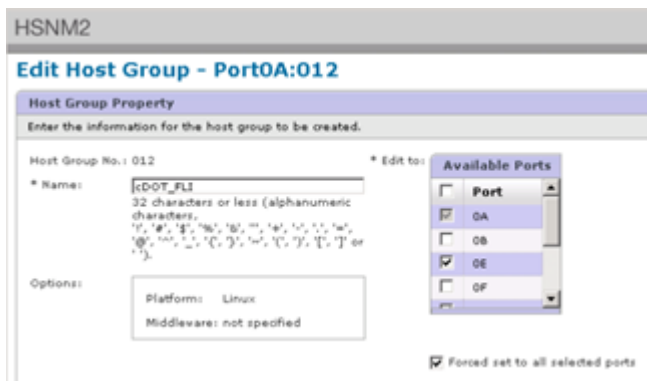 HSNM2
Edit Host Group - Port0A:012
Host Group Property
Enter the information for the host group to be created.
Host Group No.: 012
* Name:
cDOT_FLI
32 characters or less (alphanumeric
characters,
'!', '#', '$', '%', '&', '"', '+', '-', '.', '=',
'@', '^', '_', '{', '}', '~', '(', ')', '[', ']' or
' ').
Options:
Platform: Linux
Middleware: not specified
* Edit to:
Available Ports
Port
0A
0B
0E
0F
Forced set to all selected ports